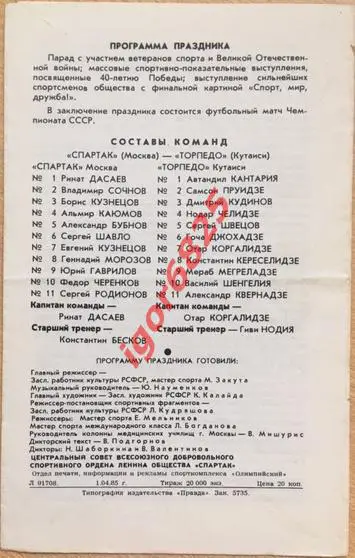 ПРОГРАММА ПРАЗДНИКА
Парад с участием ветеранов спорта и Великой Отечествен-
ной войны; массовые спортивно-показательные выступления,
посвященные 40-летию Победы; выступление сильнейших
спортсменов общества с финальной картиной «Спорт, мир,
дружба!».
В заключение праздника состоится футбольный матч Чем-
пионата СССР.
СОСТАВЫ КОМАНД
«СПАРТАК» (Москва) — «ТОРПЕДО» (Кутаиси)
«СПАРТАК» Москва «ТОРПЕДО» Кутаиси
№ 1 Ринат ДАСАЕВ № 1 Автандил КАНТАРИЯ
№ 2 Владимир СОЧНОВ № 2 Самсон ПРУИДЗЕ
№ 3 Борис КУЗНЕЦОВ № 3 Дмитрий КУДИНОВ
№ 4 Альмир КАЮМОВ № 4 Нодар ЧЕЛИДЗЕ
№ 5 Александр БУБНОВ № 5 Сергей ШВЕЦОВ
№ 6 Сергей ШАВЛО № 6 Гоча ДЖОХАДЗЕ
№ 7 Евгений КУЗНЕЦОВ № 7 Отар КОРГАЛИДЗЕ
№ 8 Геннадий МОРОЗОВ № 8 Константин КЕРЕСЕЛИДЗЕ
№ 9 Юрий ГАВРИЛОВ № 9 Мераб МЕГРЕЛАДЗЕ
№ 10 Федор ЧЕРЕНКОВ № 10 Василий ШЕНГЕЛИЯ
№ 11 Сергей РОДИОНОВ № 11 Александр КВЕРНАДЗЕ
Капитан команды — Капитан команды —
Ринат ДАСАЕВ Отар КОРГАЛИДЗЕ
Старший тренер — Старший тренер — Гиви НОДИЯ
Константин БЕСКОВ
ПРОГРАММУ ПРАЗДНИКА ГОТОВИЛИ:
Главный режиссер —
Засл. работник культуры РСФСР, мастер спорта М. Закута
Музыкальный руководитель — Ю. Науменков
Главный художник — Засл. художник РСФСР К. Калайда
Режиссер-постановщик спортивных фрагментов —
Засл. работник культуры РСФСР Л. Кудряшова
Режиссеры: Мастер спорта Е. Мельников
Мастер спорта международного класса Л. Богданова
Руководитель колонны медицинских училищ г. Москвы — В. Мишурис
Дикторский текст — В. Подгорнов
Дикторы: Н. Шаборкина и В. Валентинов
ЦЕНТРАЛЬНЫЙ СОВЕТ ВСЕСОЮЗНОГО ДОБРОВОЛЬНОГО
СПОРТИВНОГО ОРДЕНА ЛЕНИНА ОБЩЕСТВА «СПАРТАК»
Отдел печати, информации и рекламы спорткомплекса «Олимпийский»
Л 01708. 1.04.85 г. Тираж 20.000 экз. Цена 20 коп.
Типография издательства «Правда». Зак. 5735.
igor6235